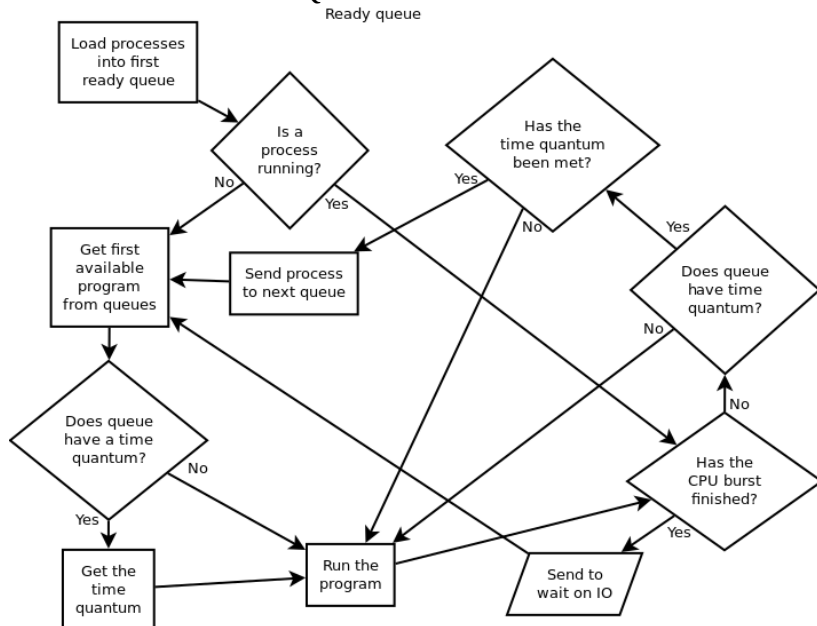 Ready queue
Load processes
into first
ready queue
Is a
process
running?
No
Yes
Has the
time quantum
been met?
Yes
No
Get first
available
program
from queues
Send process
to next queue
Does queue
have time
quantum?
Yes
No
Does queue
have a time
quantum?
No
Yes
Has the
CPU burst
finished?
No
Yes
Get the
time
quantum
Run the
program
Send to
wait on IO